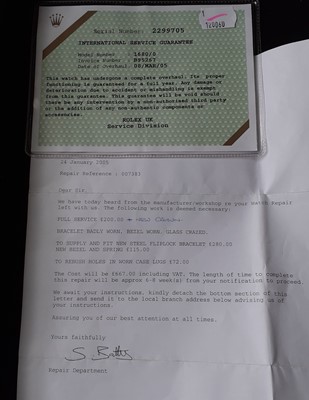 ROLEX
Serial Number: 2299705
INTERNATIONAL SERVICE GUARANTEE
Model Number 1680/8
Invoice Number
Date of Overhaul 08/MAR/05
This watch has undergone a complete overhaul. Its proper
functioning is guaranteed for a full year. Any damage or
deterioration due to accident or mishandling is exempt
from this guarantee. This guarantee will be void should
there be any intervention by a non-authorised third party
or the addition of any non-genuine components or
accessories.
ROLEX UK
Service Division
14 January
Repair Reference :
Dear Sir
We have today heard from the manufacturer/workshop re your watch Repair
left with us. The following work is deemed necessary:
FULL SERVICE £200.00
BRACELET BADLY WORN, BEZEL WORN, GLASS CRAZED.
TO SUPPLY AND FIT NEW STEEL FLIPLOCK BRACELET £280.00
NEW BEZEL AND SPRING £115.00
TO REBUSH HOLES IN WORN CASE LUGS £72.00
The Cost will be £667.00 including VAT. The length of time to complete
this repair will be approx 6-8 week(s) from your notification to proceed.
We await your instructions. Kindly detach the bottom section of this
letter and send it to the local branch address below advising us of
your instructions.
Assuring you of our best attention at all times.
Yours faithfully
Repair Department